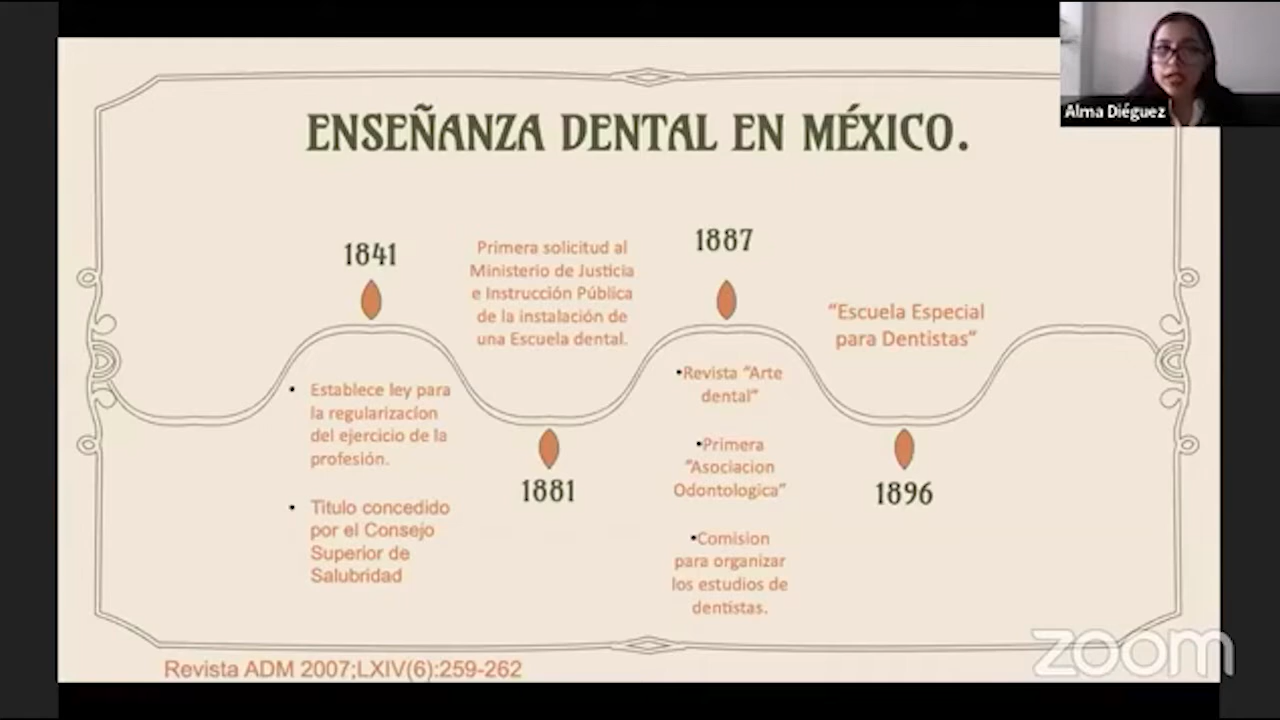 Alma Diéguez
ENSEÑANZA DENTAL EN MÉXICO.
1841
• Establece ley para
la regularizacion
del ejercicio de la
profesión.
• Titulo concedido
por el Consejo
Superior de
Salubridad
Primera solicitud al
Ministerio de Justicia
e Instrucción Pública
de la instalación de
una Escuela dental.
1881
1887
•Revista “Arte
dental”
•Primera
“Asociacion
Odontologica”
•Comision
para organizar
los estudios de
dentistas.
“Escuela Especial
para Dentistas”
1896
Revista ADM 2007;LXIV(6):259-262
zoom